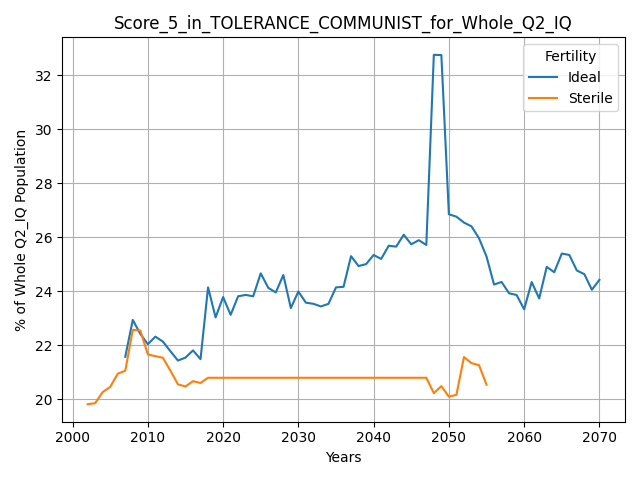 Score_5_in_TOLERANCE_COMMUNIST_for_Whole_Q2_IQ
% of Whole Q2_IQ Population
32
30
28
26
24
22
20
Fertility
Ideal
Sterile
2000 2010 2020 2030 2040 2050 2060 2070
Years